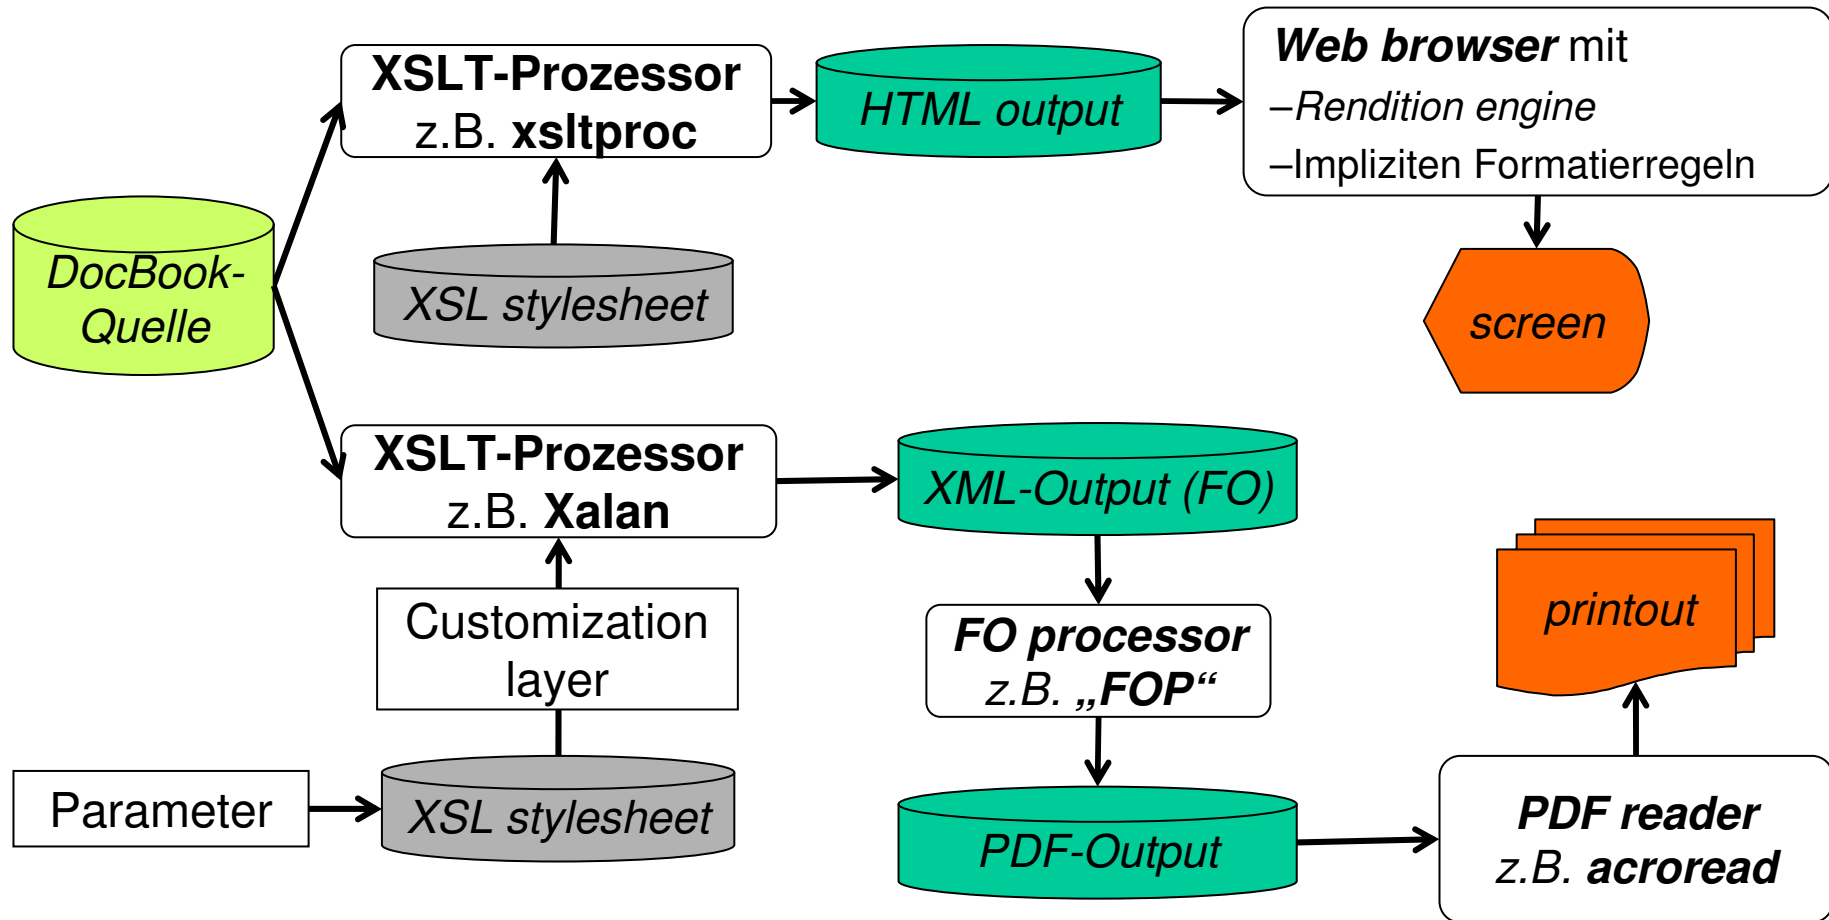 XSLT-Prozessor
z.B. xsltproc
HTML output
Web browser mit
–Rendition engine
–Impliziten Formatierregeln
DocBook-
Quelle
XSL stylesheet
screen
XSLT-Prozessor
z.B. Xalan
XML-Output (FO)
Customization
layer
FO processor
z.B. „FOP“
printout
Parameter
XSL stylesheet
PDF-Output
PDF reader
z.B. acroread